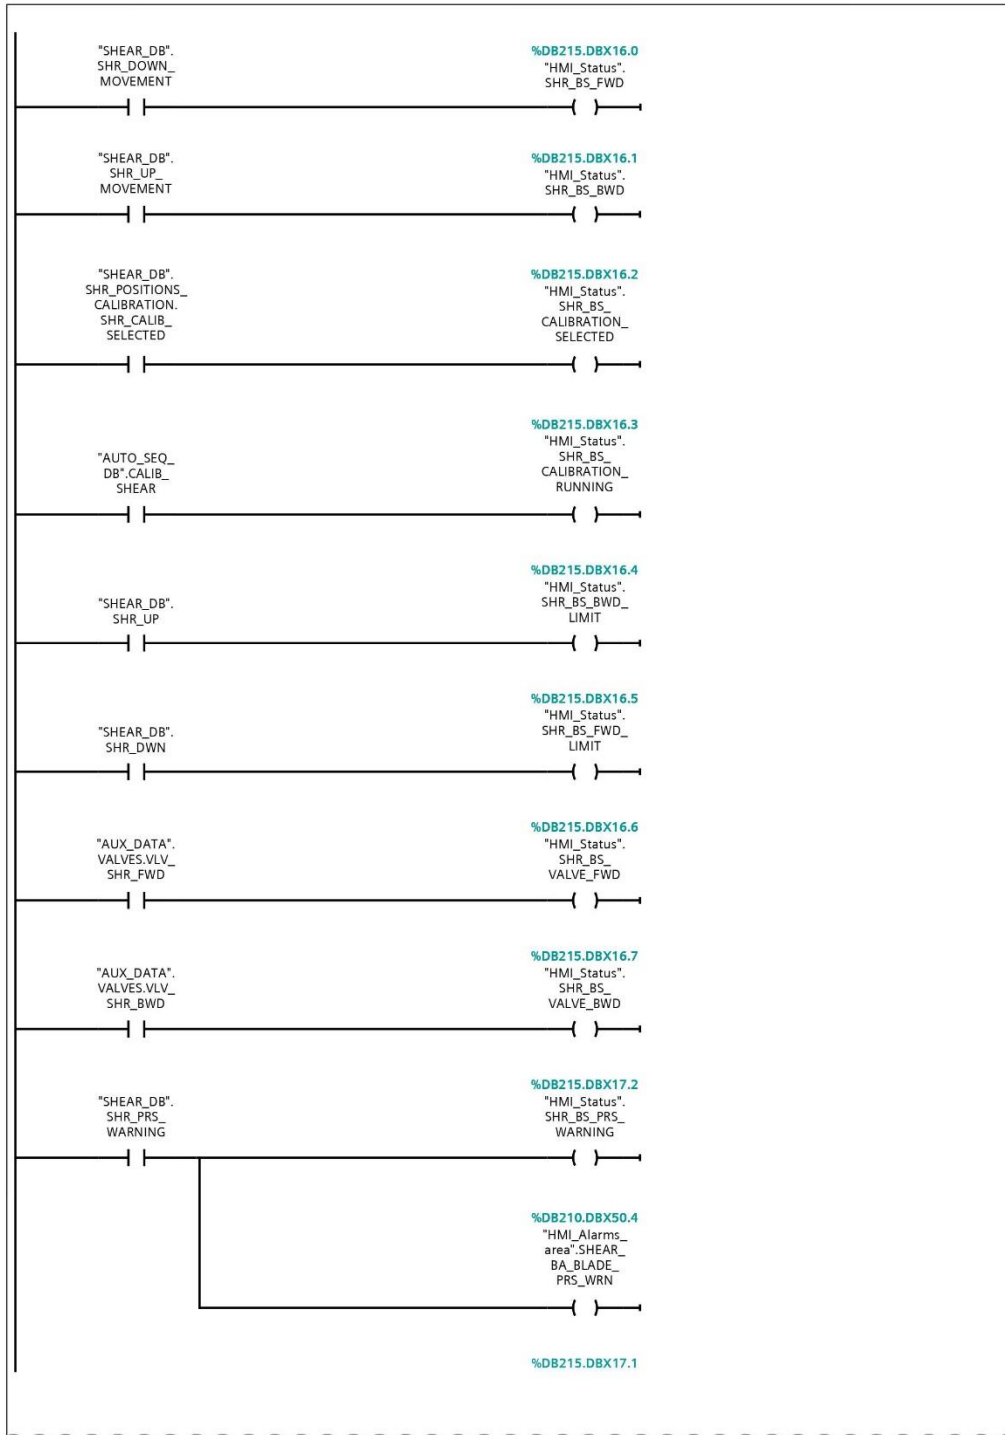 "SHEAR_DB".
SHR_DOWN_
MOVEMENT
%DB215.DBX16.0
"HMI_Status".
SHR_BS_FWD
"SHEAR_DB".
SHR_UP_
MOVEMENT
%DB215.DBX16.1
"HMI_Status".
SHR_BS_BWD
"SHEAR_DB".
SHR_POSITIONS_
CALIBRATION.
SHR_CALIB_
SELECTED
%DB215.DBX16.2
"HMI_Status".
SHR_BS_
CALIBRATION_
SELECTED
"AUTO_SEQ_
DB".CALIB_
SHEAR
%DB215.DBX16.3
"HMI_Status".
SHR_BS_
CALIBRATION_
RUNNING
"SHEAR_DB".
SHR_UP
%DB215.DBX16.4
"HMI_Status".
SHR_BS_BWD_
LIMIT
"SHEAR_DB".
SHR_DWN
%DB215.DBX16.5
"HMI_Status".
SHR_BS_FWD_
LIMIT
"AUX_DATA".
VALVES.VLV_
SHR_FWD
%DB215.DBX16.6
"HMI_Status".
SHR_BS_
VALVE_FWD
"AUX_DATA".
VALVES.VLV_
SHR_BWD
%DB215.DBX16.7
"HMI_Status".
SHR_BS_
VALVE_BWD
"SHEAR_DB".
SHR_PRS_
WARNING
%DB215.DBX17.2
"HMI_Status".
SHR_BS_PRS_
WARNING
%DB210.DBX50.4
"HMI_Alarms_
area".SHEAR_
BA_BLADE_
PRS_WRN
%DB215.DBX17.1